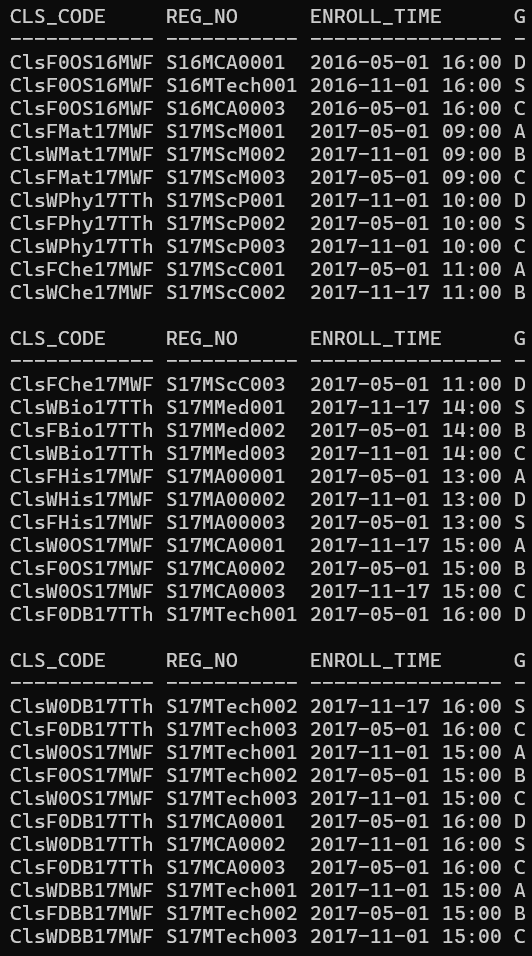 CLS_CODE     REG_NO      ENROLL_TIME      G
------------ ----------- ---------------- -
ClsF0OS16MWF S16MCA0001  2016-05-01 16:00 D
ClsF0OS16MWF S16MTech001 2016-11-01 16:00 S
ClsF0OS16MWF S16MCA0003  2016-05-01 16:00 C
ClsFMat17MWF S17MScM001  2017-05-01 09:00 A
ClsWMat17MWF S17MScM002  2017-11-01 09:00 B
ClsFMat17MWF S17MScM003  2017-05-01 09:00 C
ClsWPhy17TTh S17MScP001  2017-11-01 10:00 D
ClsFPhy17TTh S17MScP002  2017-05-01 10:00 S
ClsWPhy17TTh S17MScP003  2017-11-01 10:00 C
ClsFChe17MWF S17MScC001  2017-05-01 11:00 A
ClsWChe17MWF S17MScC002  2017-11-17 11:00 B

CLS_CODE     REG_NO      ENROLL_TIME      G
------------ ----------- ---------------- -
ClsFChe17MWF S17MScC003  2017-05-01 11:00 D
ClsWBio17TTh S17MMed001  2017-11-17 14:00 S
ClsFBio17TTh S17MMed002  2017-05-01 14:00 B
ClsWBio17TTh S17MMed003  2017-11-01 14:00 C
ClsFHis17MWF S17MA00001  2017-05-01 13:00 A
ClsWHis17MWF S17MA00002  2017-11-01 13:00 D
ClsFHis17MWF S17MA00003  2017-05-01 13:00 S
ClsW0OS17MWF S17MCA0001  2017-11-17 15:00 A
ClsF0OS17MWF S17MCA0002  2017-05-01 15:00 B
ClsW0OS17MWF S17MCA0003  2017-11-17 15:00 C
ClsF0DB17TTh S17MTech001 2017-05-01 16:00 D

CLS_CODE     REG_NO      ENROLL_TIME      G
------------ ----------- ---------------- -
ClsW0DB17TTh S17MTech002 2017-11-17 16:00 S
ClsF0DB17TTh S17MTech003 2017-05-01 16:00 C
ClsW0OS17MWF S17MTech001 2017-11-01 15:00 A
ClsF0OS17MWF S17MTech002 2017-05-01 15:00 B
ClsW0OS17MWF S17MTech003 2017-11-01 15:00 C
ClsF0DB17TTh S17MCA0001  2017-05-01 16:00 D
ClsW0DB17TTh S17MCA0002  2017-11-01 16:00 S
ClsF0DB17TTh S17MCA0003  2017-05-01 16:00 C
ClsWDBB17MWF S17MTech001 2017-11-01 15:00 A
ClsFDBB17MWF S17MTech002 2017-05-01 15:00 B
ClsWDBB17MWF S17MTech003 2017-11-01 15:00 C